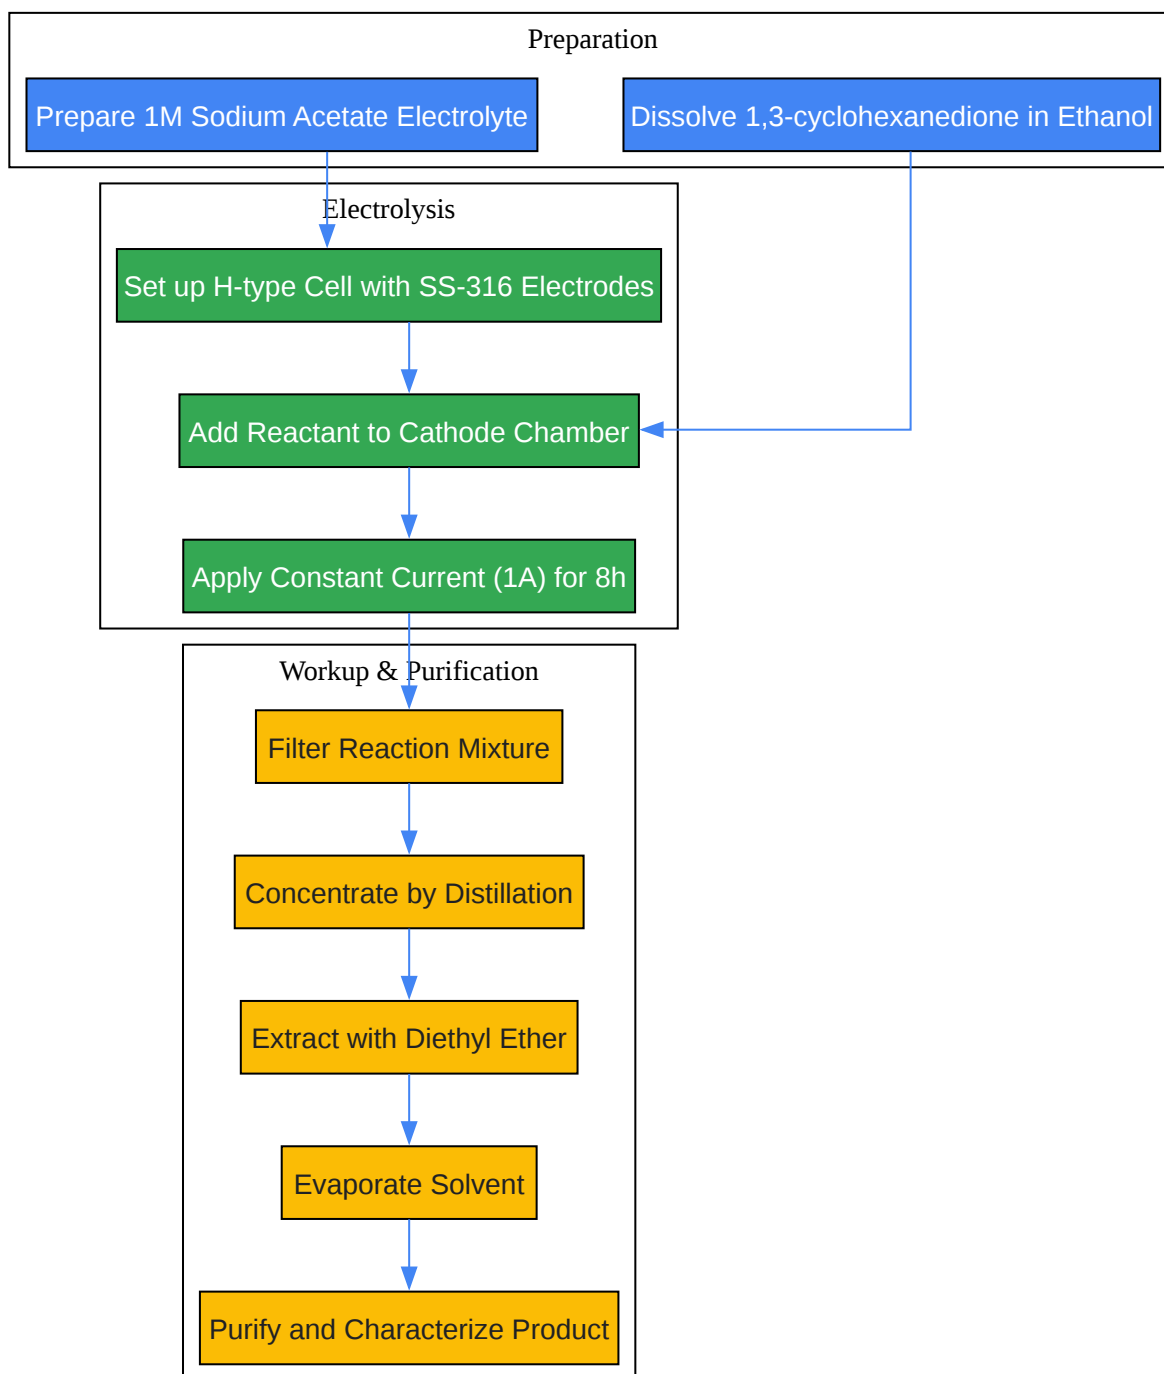 Preparation
Prepare 1M Sodium Acetate Electrolyte
Dissolve 1,3-cyclohexanedione in Ethanol
Electrolysis
Set up H-type Cell with SS-316 Electrodes
Add Reactant to Cathode Chamber
Apply Constant Current (1A) for 8h
Workup & Purification
Filter Reaction Mixture
Concentrate by Distillation
Extract with Diethyl Ether
Evaporate Solvent
Purify and Characterize Product